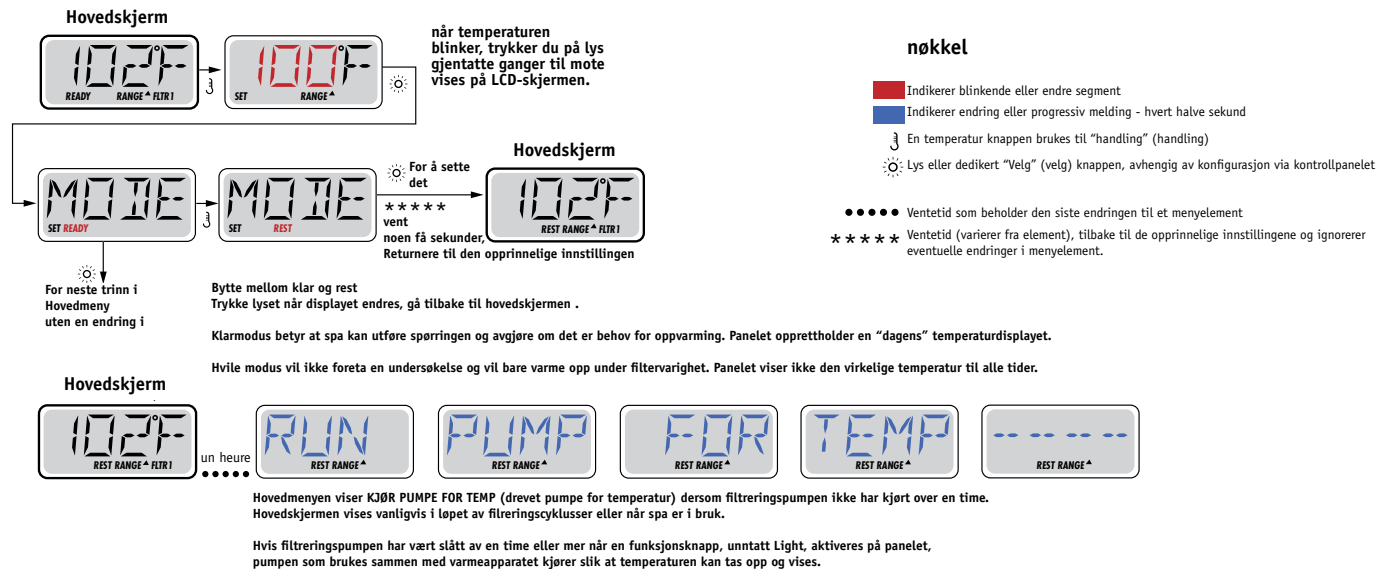 Hovedskjerm
102°F
READY RANGE FLTR1
100°F
SET RANGE
når temperaturen
blinker, trykker du på lys
gjentatte ganger til mote
vises på LCD-skjermen.
nøkkel
Indikerer blinkende eller endre segment
Indikerer endring eller progressiv melding - hvert halve sekund
En temperatur knappen brukes til “handling” (handling)
Lys eller dedikert “Velg” (velg) knappen, avhengig av konfigurasjon via kontrollpanelet
••••• Ventetid som beholder den siste endringen til et menyelement
***** Ventetid (varierer fra element), tilbake til de opprinnelige innstillingene og ignorerer
eventuelle endringer i menyelement.
MODE
SET READY
MODE
SET REST
For å sette
det
*****
vent
noen få sekunder,
Returnere til den opprinnelige innstillingen
Hovedskjerm
102°F
REST RANGE FLTR1
For neste trinn i
Hovedmeny
uten en endring i
Bytte mellom klar og rest
Trykke lyset når displayet endres, gå tilbake til hovedskjermen .
Klarmodus betyr at spa kan utføre spørringen og avgjøre om det er behov for oppvarming. Panelet opprettholder en “dagens” temperaturdisplayet.
Hvile modus vil ikke foreta en undersøkelse og vil bare varme opp under filtervarighet. Panelet viser ikke den virkelige temperatur til alle tider.
Hovedskjerm
102°F
REST RANGE FLTR1
un heure
•••••
RUN
REST RANGE
PUMP
REST RANGE
FOR
REST RANGE
TEMP
REST RANGE
-- -- -- --
REST RANGE
Hovedmenyen viser KJØR PUMPE FOR TEMP (drevet pumpe for temperatur) dersom filtreringspumpen ikke har kjørt over en time.
Hovedskjermen vises vanligvis i løpet av filreringscyklusser eller når spa er i bruk.
Hvis filtreringspumpen har vært slått av en time eller mer når en funksjonsknapp, unntatt Light, aktiveres på panelet,
pumpen som brukes sammen med varmeapparatet kjører slik at temperaturen kan tas opp og vises.